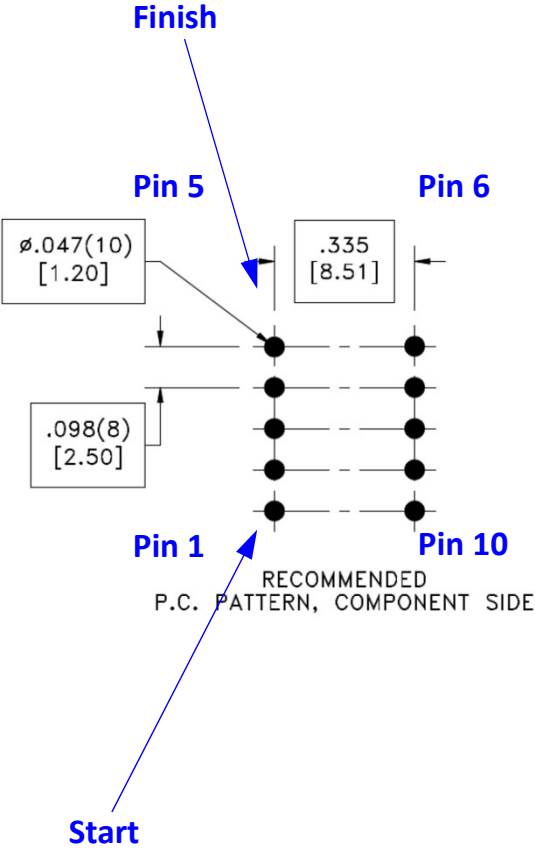 Finish
Pin 5
Pin 6
ø.047(10)
[1.20]
.335
[8.51]
.098(8)
[2.50]
Pin 1
Pin 10
RECOMMENDED
P.C. PATTERN, COMPONENT SIDE
Start